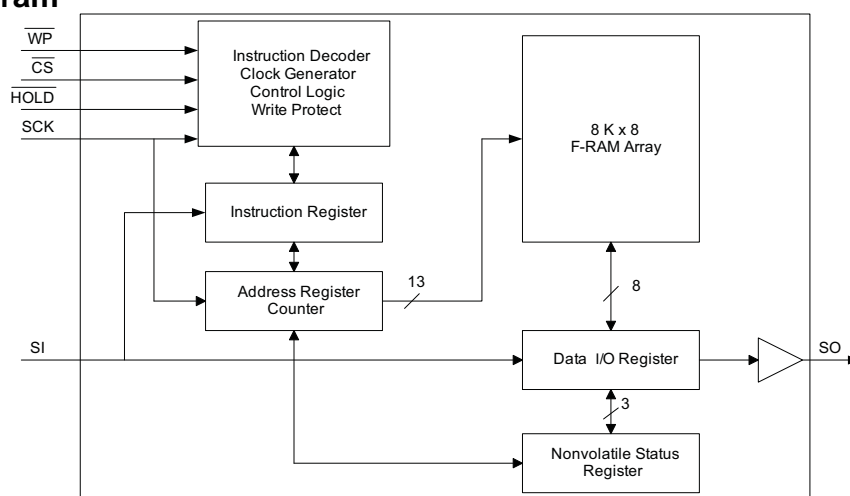 ram
WP
CS
HOLD
SCK
Instruction Decoder
Clock Generator
Control Logic
Write Protect
8 K x 8
F-RAM Array
Instruction Register
Address Register
Counter
13
8
SI
Data I/O Register
SO
3
Nonvolatile Status
Register